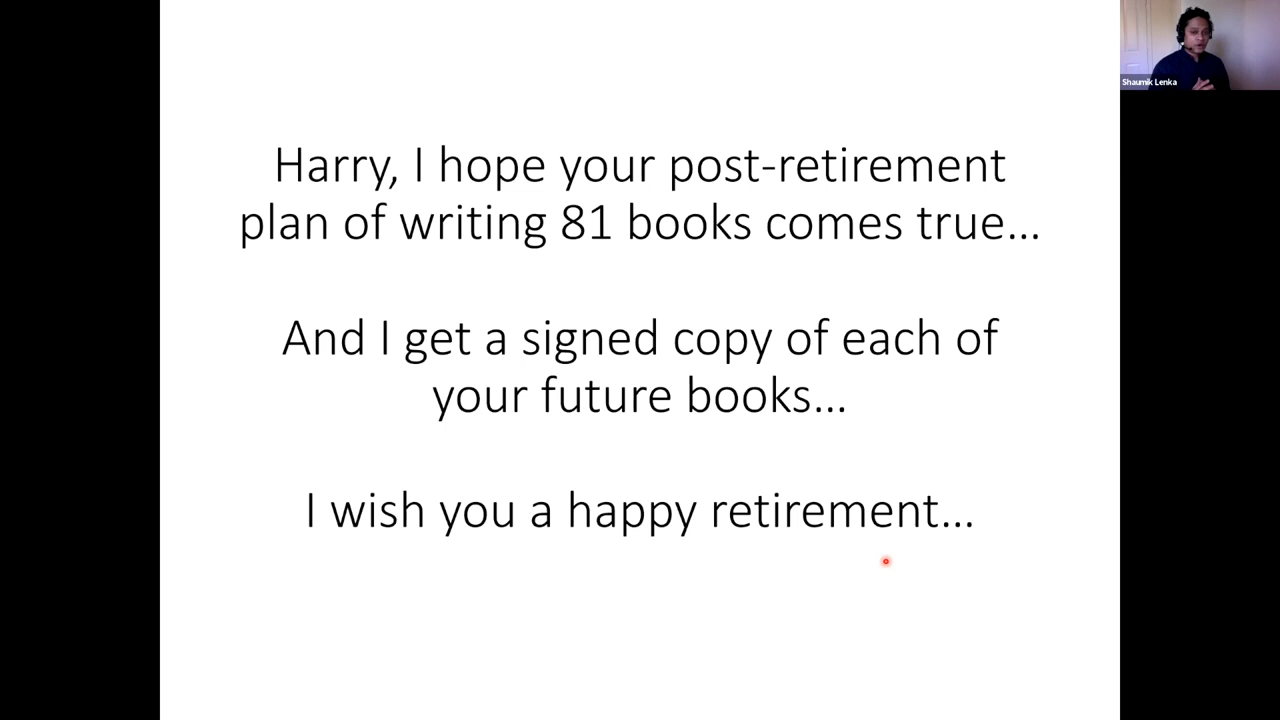 Harry, I hope your post-retirement
plan of writing 81 books comes true...
And I get a signed copy of each of
your future books...
I wish you a happy retirement...
Shaumik Lenka